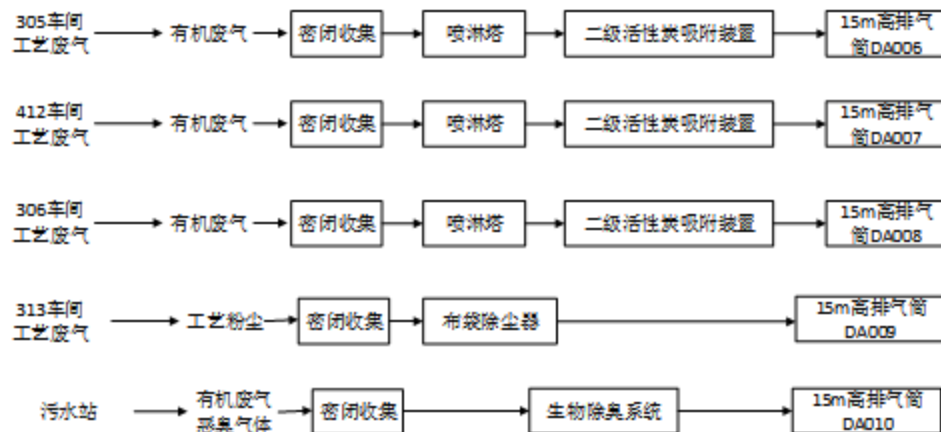 305车间
工艺废气
有机废气
密闭收集
喷淋塔
二级活性炭吸附装置
15m高排气
筒DA006
412车间
工艺废气
有机废气
密闭收集
喷淋塔
二级活性炭吸附装置
15m高排气
筒DA007
306车间
工艺废气
有机废气
密闭收集
喷淋塔
二级活性炭吸附装置
15m高排气
筒DA008
313车间
工艺废气
工艺粉尘
密闭收集
布袋除尘器
15m高排气筒
DA009
污水站
有机废气
恶臭气体
密闭收集
生物除臭系统
15m高排气筒
DA010